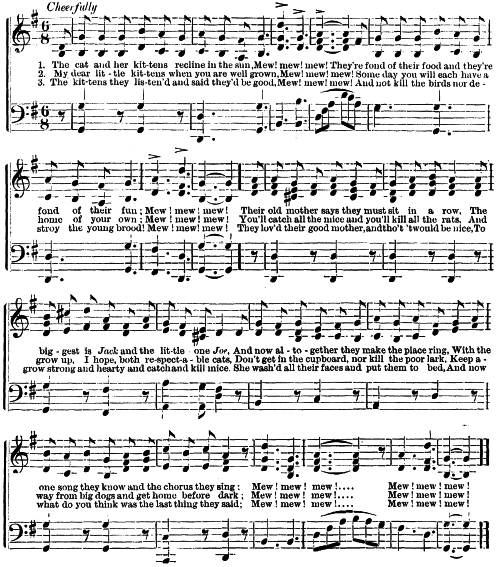 Cheerfully
1. The cat and her kit-tens recline in the sun, Mew! mew! mew! They're fond of their food and they're
2. My dear lit - tle kit-tens when you are well grown, Mew! mew! mew! Some day you will each have a
3. The kit-tens they lis-ten'd and said they'd be good, Mew! mew! mew! And not kill the birds nor de -
fond of their fun; Mew! mew! mew! Their old mother says they must sit in a row, The
home of your own; Mew! mew! mew! You'll catch all the mice and you'll kill all the rats, And
stroy the young brood! Mew! mew! mew! They lov'd their good mother, and tho't 'twould be nice, To
big - gest is Jack and the lit-tle one Joe, And now al - to - gether they make the place ring, With the
grow up, I hope, both re-spect-a - ble cats, Don't get in the cupboard, nor kill the poor lark, Keep a -
grow strong and hearty and catch and kill mice. She wash'd all their faces and put them to bed, And now
one song they know and the chorus they sing: Mew! mew! mew!.... Mew! mew! mew!
way from big dogs and get home before dark; Mew! mew! mew!.... Mew! mew! mew!
what do you think was the last thing they said; Mew! mew! mew!.... Mew! mew! mew!